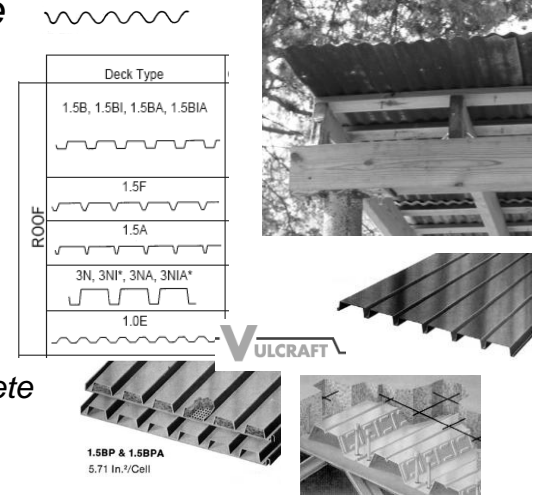 e
Deck Type
1.5B, 1.5BI, 1.5BA, 1.5BIA
ROOF
1.5F
1.5A
3N, 3NI*, 3NA, 3NIA*
1.0E
VULCRAFT
ete
1.5BP & 1.5BPA
5.71 In.²/Cell